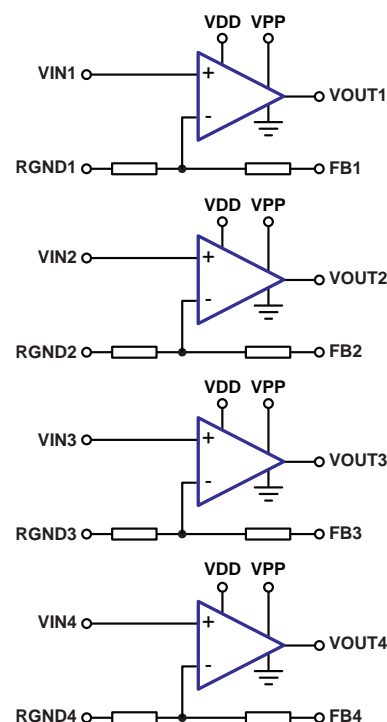 VDD VPP
VIN1 + VOUT1
-
RGND1 FB1
VDD VPP
VIN2 + VOUT2
-
RGND2 FB2
VDD VPP
VIN3 + VOUT3
-
RGND3 FB3
VDD VPP
VIN4 + VOUT4
-
RGND4 FB4